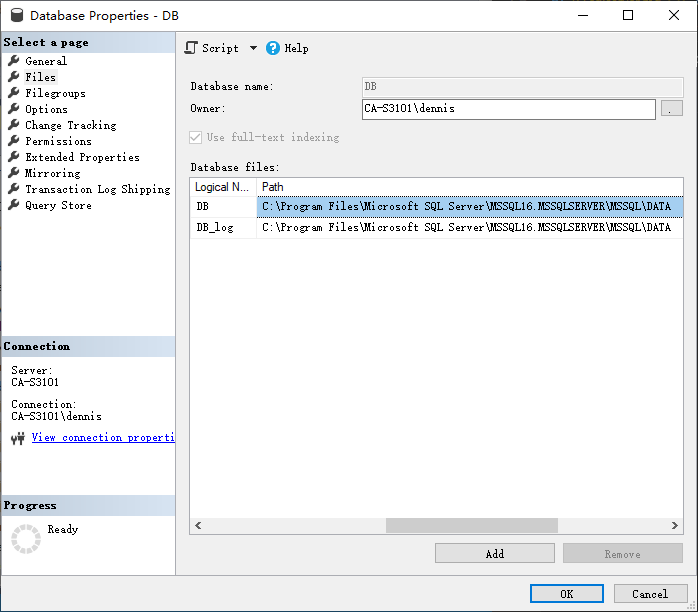 Database Properties - DB
Select a page
General
Files
Filegroups
Options
Change Tracking
Permissions
Extended Properties
Mirroring
Transaction Log Shipping
Query Store
Connection
Server:
CA-S3101
Connection:
CA-S3101\dennis
View connection properti
Progress
Ready
Script
Help
Database name:
DB
Owner:
CA-S3101\dennis
.
Use full-text indexing
Database files:
Logical N... Path
DB C:\Program Files\Microsoft SQL Server\MSSQL16.MSSQLSERVER\MSSQL\DATA
DB_log C:\Program Files\Microsoft SQL Server\MSSQL16.MSSQLSERVER\MSSQL\DATA
Add
Remove
OK
Cancel